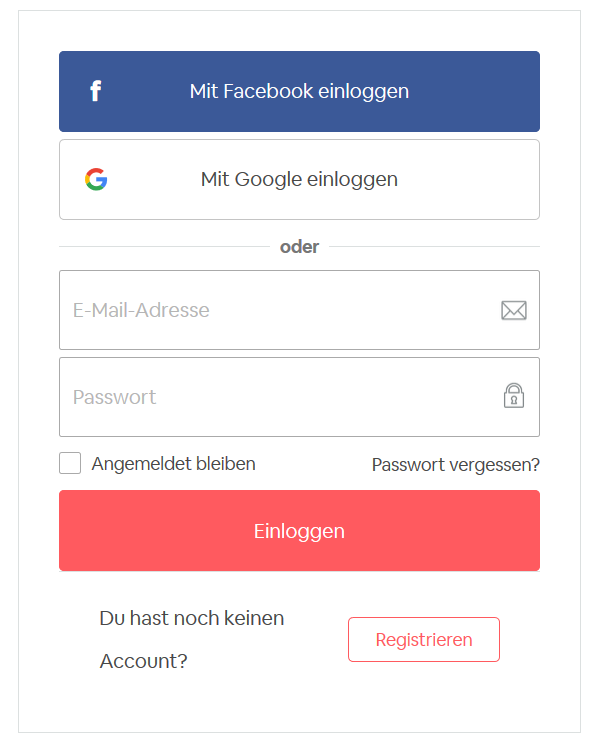 f Mit Facebook einloggen
G Mit Google einloggen
oder
E-Mail-Adresse
Passwort
Angemeldet bleiben Passwort vergessen?
Einloggen
Du hast noch keinen
Account?
Registrieren